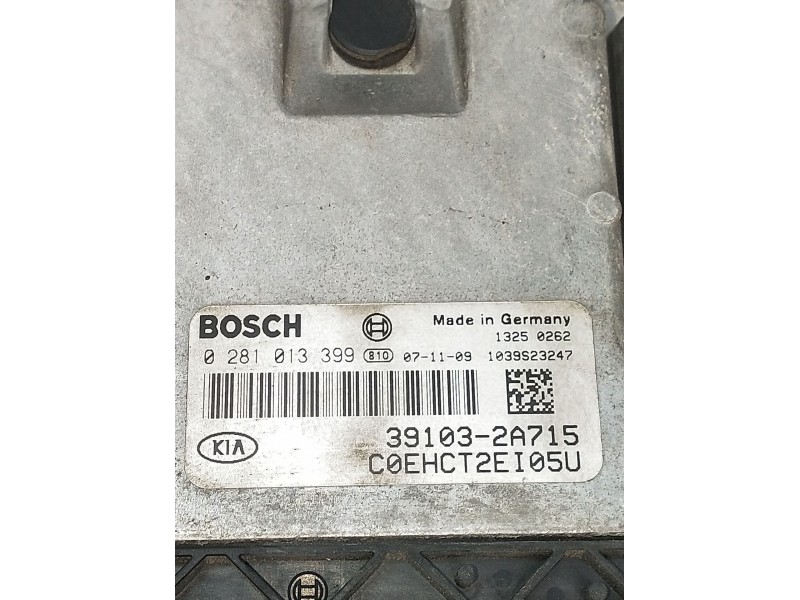 BOSCH Made in Germany
1325 0262
0 281 013 399 810 07-11-09 1039S23247
39103-2A715
KIA
C0EHCT2EI05U